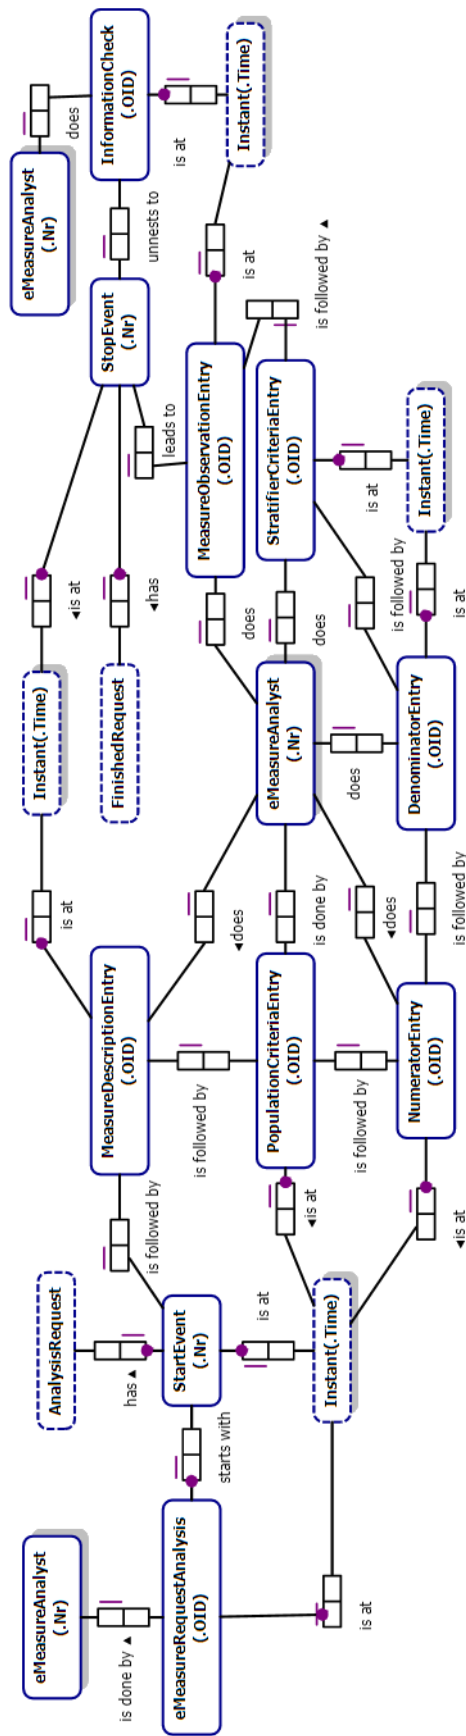 eMeasureAnalyst
(.Nr)
is done by ▲
eMeasureRequestAnalysis
(.OID)
is at
starts with
AnalysisRequest
has ▲
StartEvent
(.Nr)
is at
Instant(.Time)
is followed by
MeasureDescriptionEntry
(.OID)
is at
Instant(.Time)
◄is at
FinishedRequest
◄has
is followed by
◄does
PopulationCriteriaEntry
(.OID)
◄is at
is done by
is followed by
NumeratorEntry
(.OID)
◄is at
◄does
is followed by
eMeasureAnalyst
(.Nr)
does
does
does
DenominatorEntry
(.OID)
is at
is followed by
Instant(.Time)
StratifierCriteriaEntry
(.OID)
is at
is followed by ▲
MeasureObservationEntry
(.OID)
is at
leads to
StopEvent
(.Nr)
unnests to
InformationCheck
(.OID)
does
eMeasureAnalyst
(.Nr)
is at
Instant(.Time)